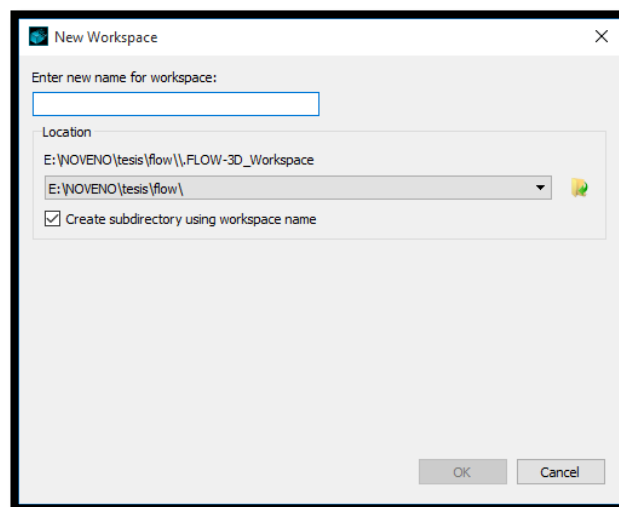 New Workspace
Enter new name for workspace:
Location
E:\NOVENO\tesis\flow\\.FLOW-3D_Workspace
E:\NOVENO\tesis\flow\
Create subdirectory using workspace name
OK Cancel